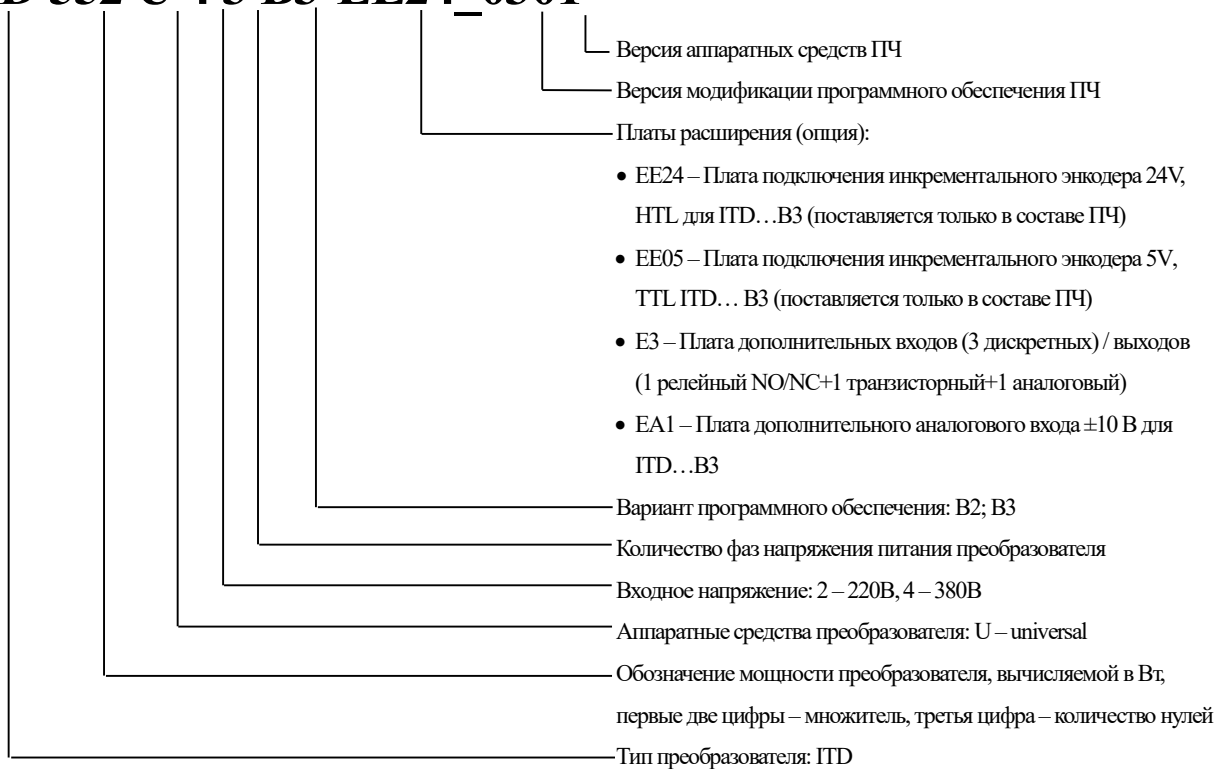 Версия аппаратных средств ПЧ
Версия модификации программного обеспечения ПЧ
Платы расширения (опция):
• EE24 – Плата подключения инкрементального энкодера 24V,
HTL для ITD…B3 (поставляется только в составе ПЧ)
• EE05 – Плата подключения инкрементального энкодера 5V,
TTL ITD… B3 (поставляется только в составе ПЧ)
• E3 – Плата дополнительных входов (3 дискретных) / выходов
(1 релейный NO/NC+1 транзисторный+1 аналоговый)
• EA1 – Плата дополнительного аналогового входа ±10 В для
ITD…B3
Вариант программного обеспечения: B2; B3
Количество фаз напряжения питания преобразователя
Входное напряжение: 2 – 220В, 4 – 380В
Аппаратные средства преобразователя: U – universal
Обозначение мощности преобразователя, вычисляемой в Вт,
первые две цифры – множитель, третья цифра – количество нулей
Тип преобразователя: ITD